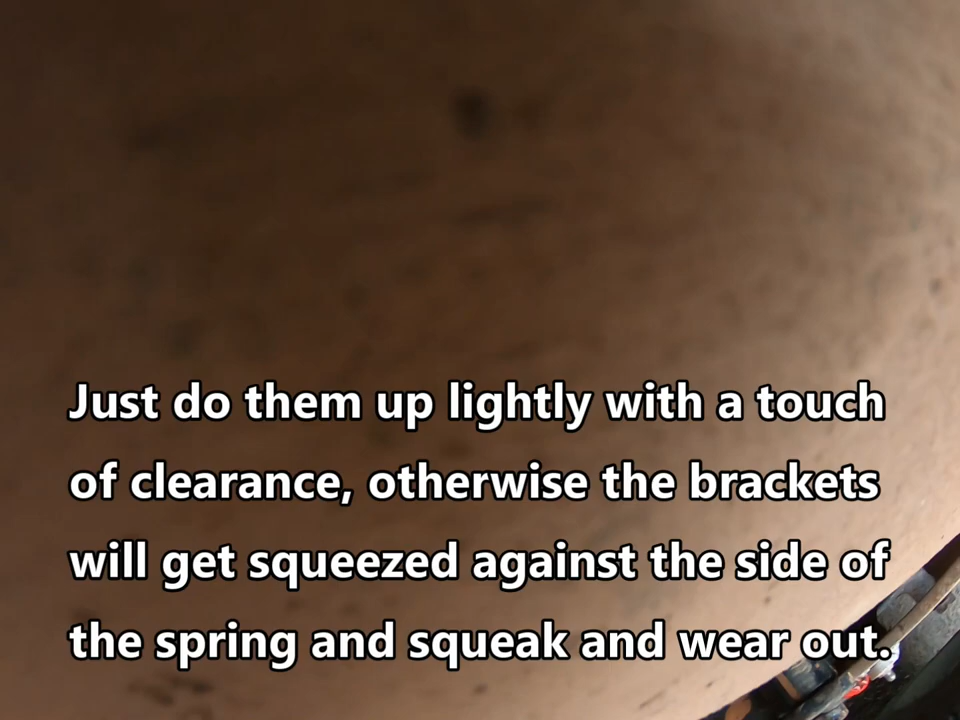 Just do them up lightly with a touch
of clearance, otherwise the brackets
will get squeezed against the side of
the spring and squeak and wear out.